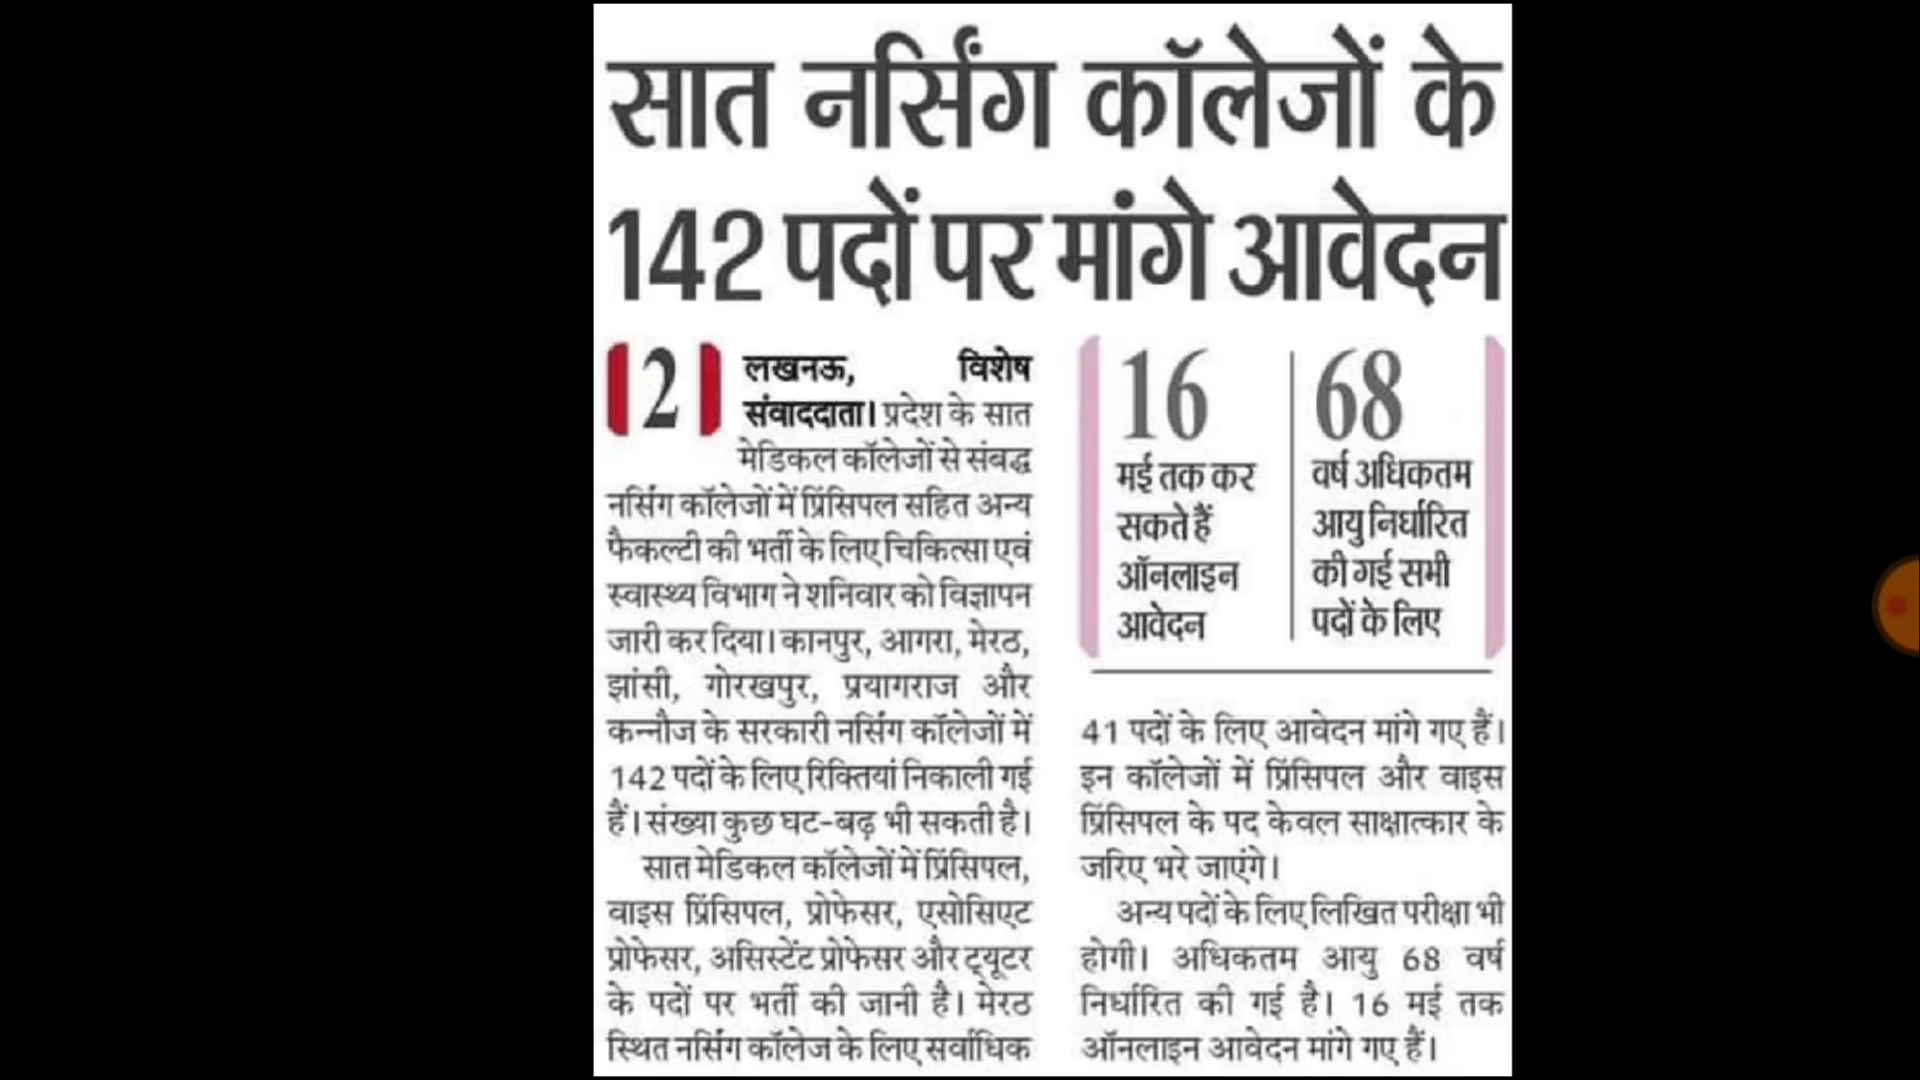 सात नर्सिंग कॉलेजों के
142 पदों पर मांगे आवेदन
2
लखनऊ, विशेष
संवाददाता। प्रदेश के सात
मेडिकल कॉलेजों से संबद्ध
नर्सिंग कॉलेजों में प्रिंसिपल सहित अन्य
फैकल्टी की भर्ती के लिए चिकित्सा एवं
स्वास्थ्य विभाग ने शनिवार को विज्ञापन
जारी कर दिया। कानपुर, आगरा, मेरठ,
झांसी, गोरखपुर, प्रयागराज और
कन्नौज के सरकारी नर्सिंग कॉलेजों में
142 पदों के लिए रिक्तियां निकाली गई
हैं। संख्या कुछ घट-बढ़ भी सकती है।
सात मेडिकल कॉलेजों में प्रिंसिपल,
वाइस प्रिंसिपल, प्रोफेसर, एसोसिएट
प्रोफेसर, असिस्टेंट प्रोफेसर और ट्यूटर
के पदों पर भर्ती की जानी है। मेरठ
स्थित नर्सिंग कॉलेज के लिए सर्वाधिक
16
मई तक कर
सकते हैं
ऑनलाइन
आवेदन
68
वर्ष अधिकतम
आयु निर्धारित
की गई सभी
पदों के लिए
41 पदों के लिए आवेदन मांगे गए हैं।
इन कॉलेजों में प्रिंसिपल और वाइस
प्रिंसिपल के पद केवल साक्षात्कार के
जरिए भरे जाएंगे।
अन्य पदों के लिए लिखित परीक्षा भी
होगी। अधिकतम आयु 68 वर्ष
निर्धारित की गई है। 16 मई तक
ऑनलाइन आवेदन मांगे गए हैं।